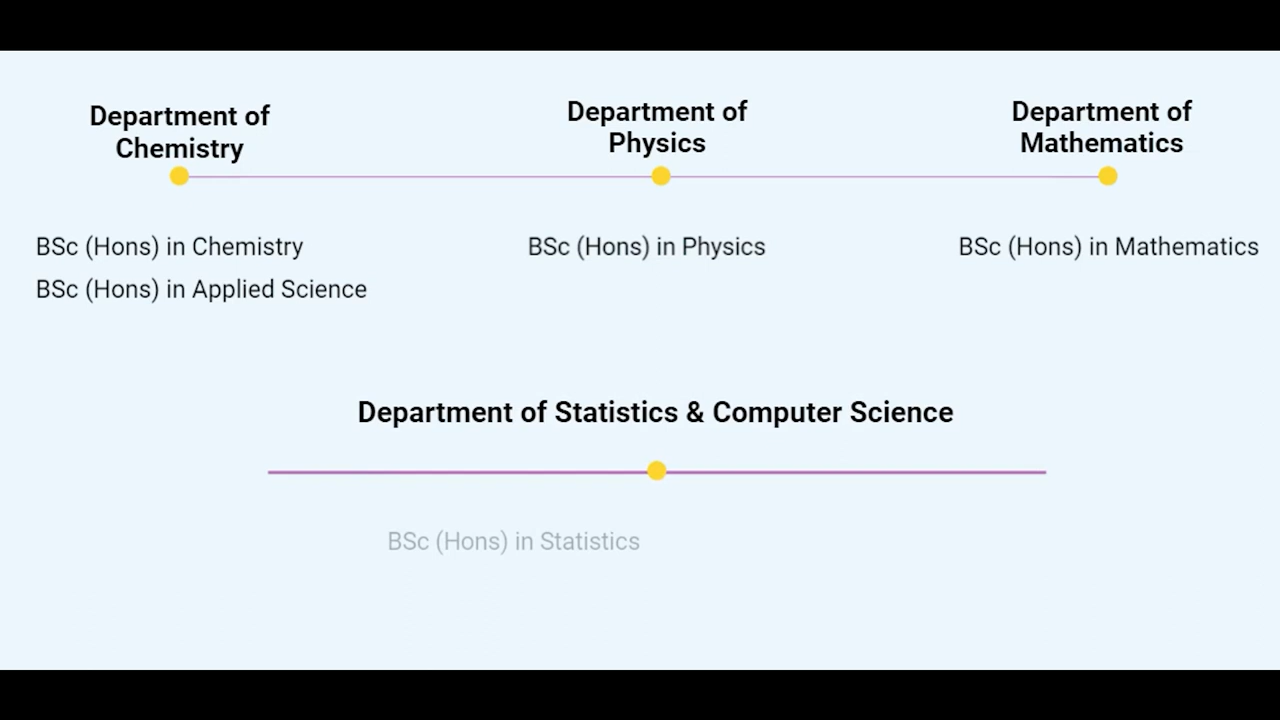 Department of
Chemistry
Department of
Physics
Department of
Mathematics
BSc (Hons) in Chemistry
BSc (Hons) in Applied Science
BSc (Hons) in Physics
BSc (Hons) in Mathematics
Department of Statistics & Computer Science
BSc (Hons) in Statistics